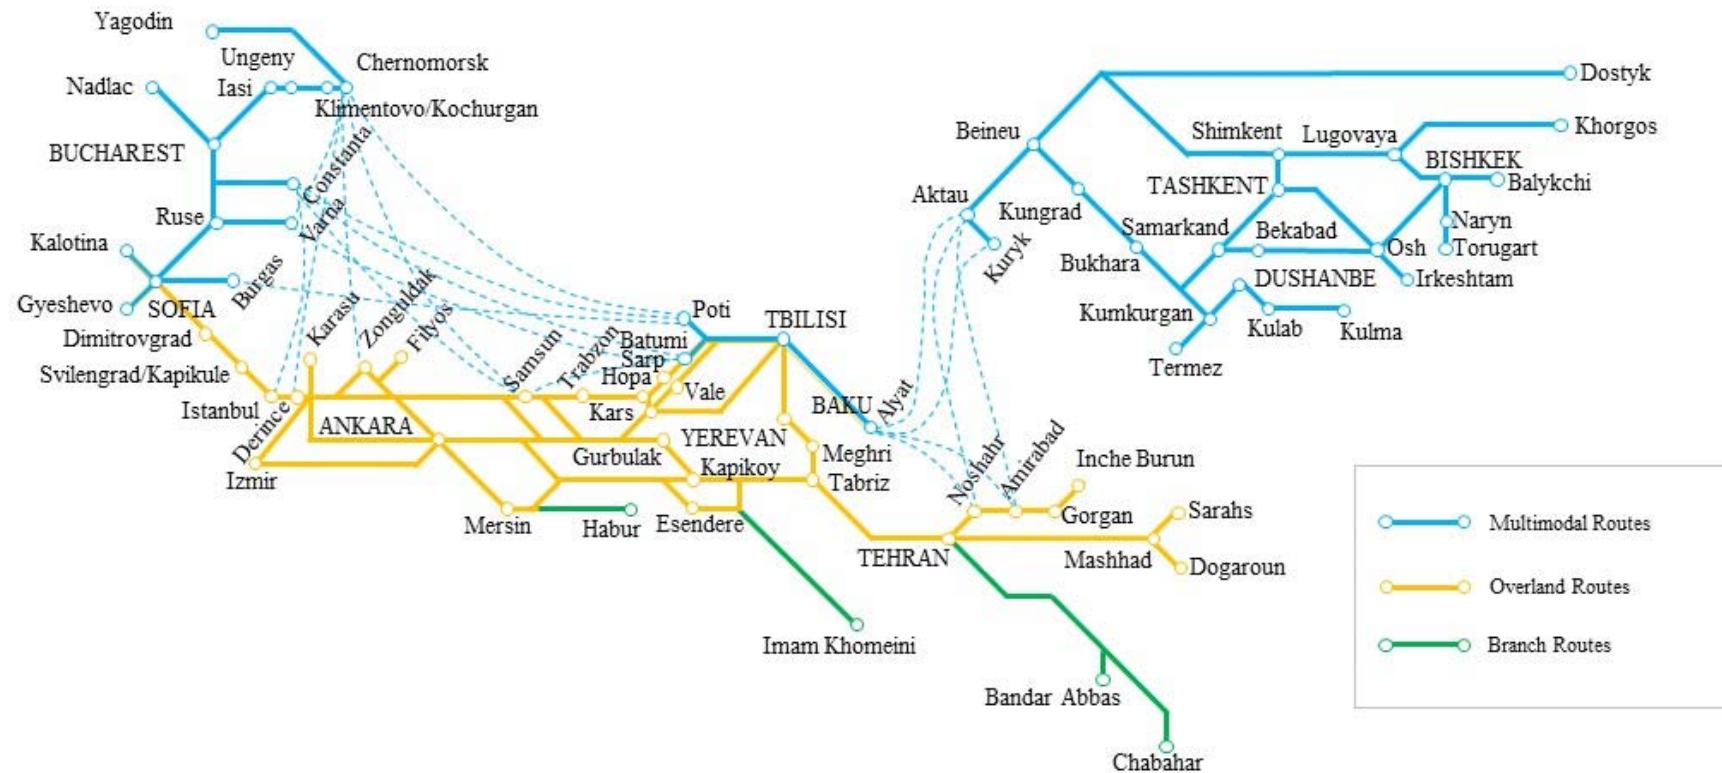 Yagodin
Ungeny
Chernomorsk
Nadlac
Iasi
Klimentovo/Kochurgan
BUCHAREST
Constanta
Ruse
Varna
Kalotina
Burgas
Gyeshevo
SOFIA
Dimitrovgrad
Karasu
Zonguldak
Filyos
Svilengrad/Kapikule
Istanbul
Derince
ANKARA
Izmir
Samsun
Trabzon
Poti
Batumi
Sarp
Hopa
Vale
Kars
TBILISI
BAKU
Alyat
YEREVAN
Gurbulak
Kapikoy
Meghri
Tabriz
Mersin
Habur
Esendere
Imam Khomeini
TEHRAN
Noshahr
Amirabad
Inche Burun
Gorgan
Sarahs
Mashhad
Dogaroun
Bandar Abbas
Chabahar
Dostyk
Beineu
Shimkent
Lugovaya
Khorgos
BISHKEK
Balykchi
Aktau
Kungrad
TASHKENT
Kuryk
Samarkand
Bekabad
Naryn
Osh
Torugart
Bukhara
DUSHANBE
Irkeshtam
Kumkurgan
Kulab
Kulma
Termez
Multimodal Routes
Overland Routes
Branch Routes